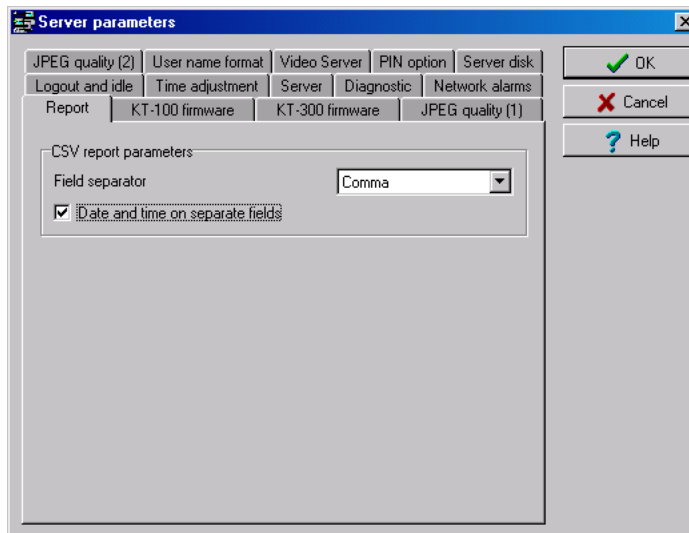 Server parameters
JPEG quality (2) User name format Video Server PIN option Server disk
Logout and idle Time adjustment Server Diagnostic Network alarms
Report KT-100 firmware KT-300 firmware JPEG quality (1)
CSV report parameters
Field separator Comma
Date and time on separate fields
OK
Cancel
Help